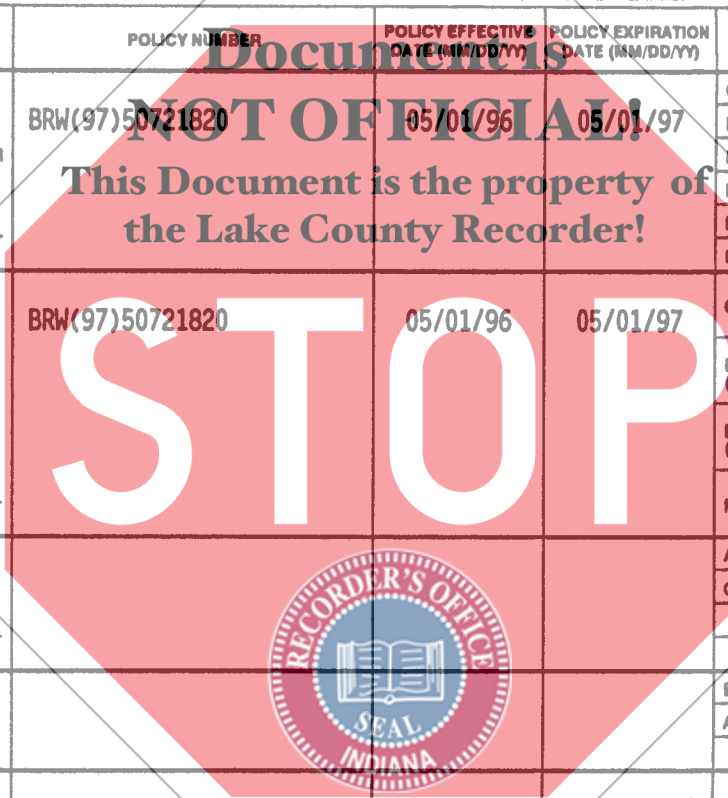 POLICY NUMBER
POLICY EFFECTIVE
DATE (MM/DD/YY)
POLICY EXPIRATION
DATE (MM/DD/YY)
Document is
NOT OFFICIAL!
BRW(97)50721820
05/01/96
05/01/97
This Document is the property of
the Lake County Recorder!
BRW(97)50721820
05/01/96
05/01/97
STOP
RECORDER'S OFFICE
SEAL
INDIANA